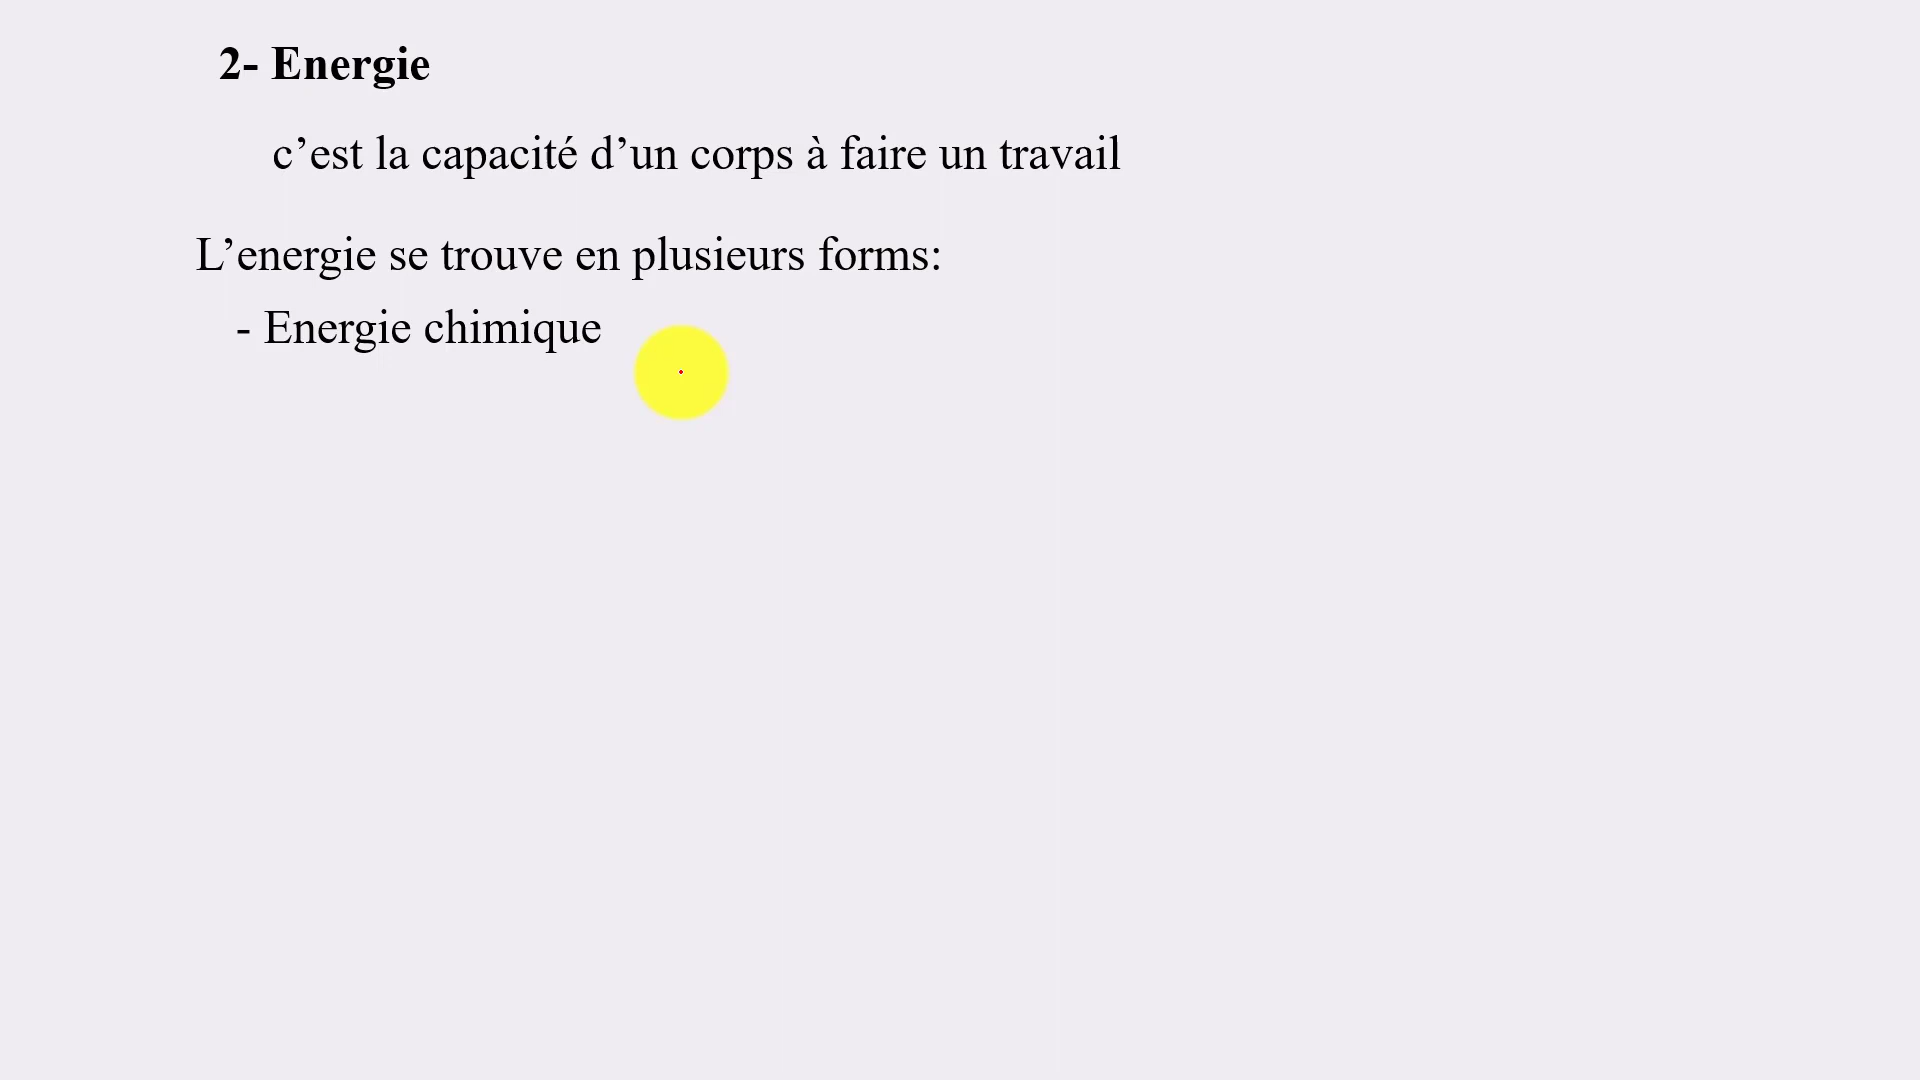 2- Energie
c’est la capacité d’un corps à faire un travail
L’energie se trouve en plusieurs forms:
- Energie chimique